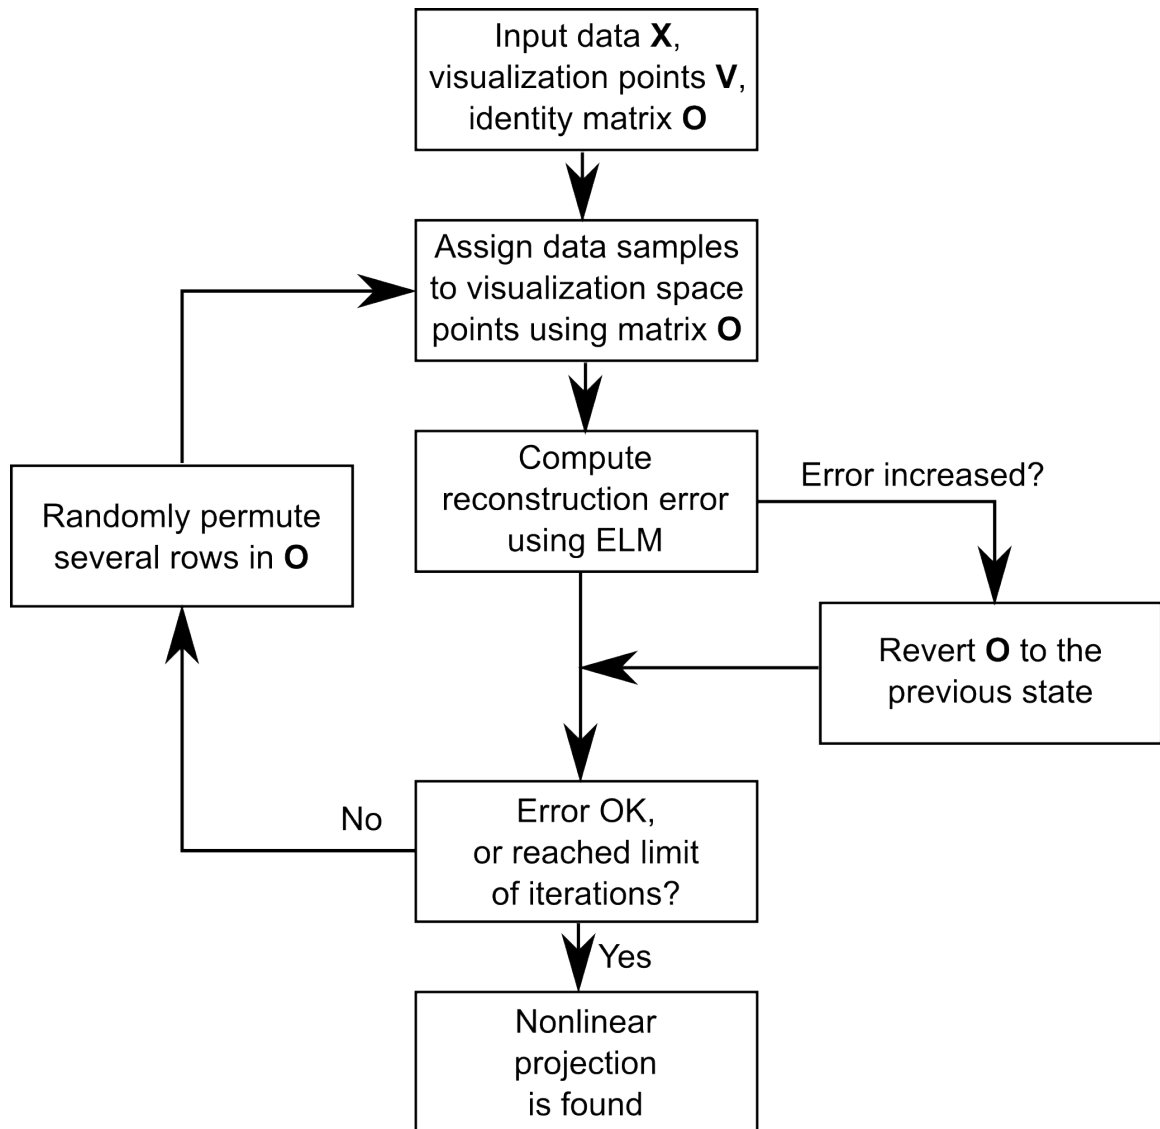 Input data X,
visualization points V,
identity matrix O
Assign data samples
to visualization space
points using matrix O
Compute
reconstruction error
using ELM
Error increased?
Randomly permute
several rows in O
Revert O to the
previous state
No
Error OK,
or reached limit
of iterations?
Yes
Nonlinear
projection
is found